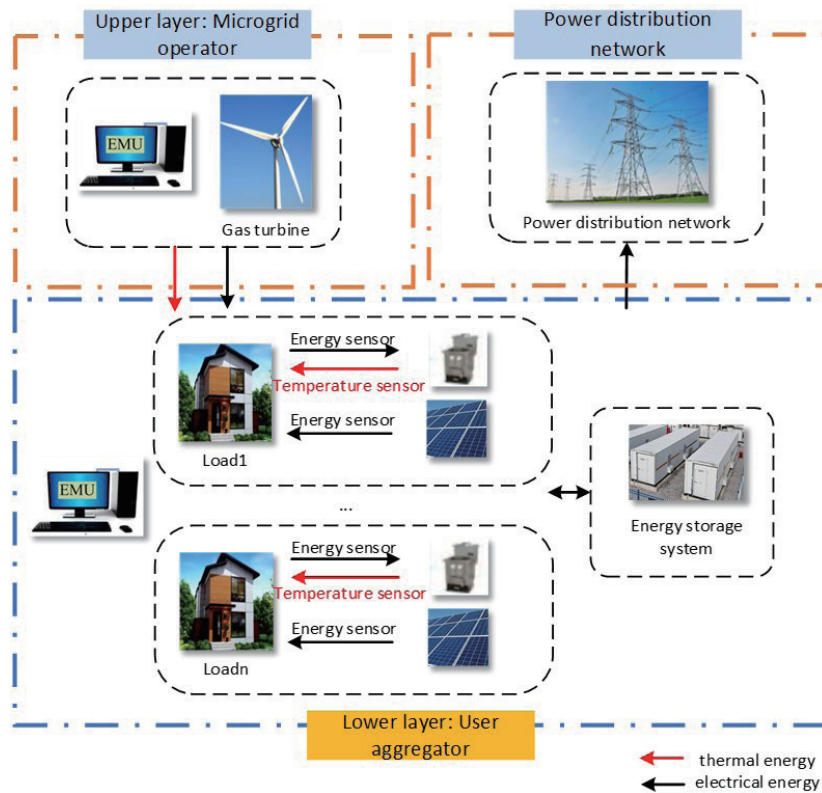 Upper layer: Microgrid
operator
Power distribution
network
EMU
Gas turbine
Power distribution network
Energy sensor
Temperature sensor
Energy sensor
Load1
...
EMU
Energy storage
system
Energy sensor
Temperature sensor
Energy sensor
Loadn
Lower layer: User
aggregator
thermal energy
electrical energy